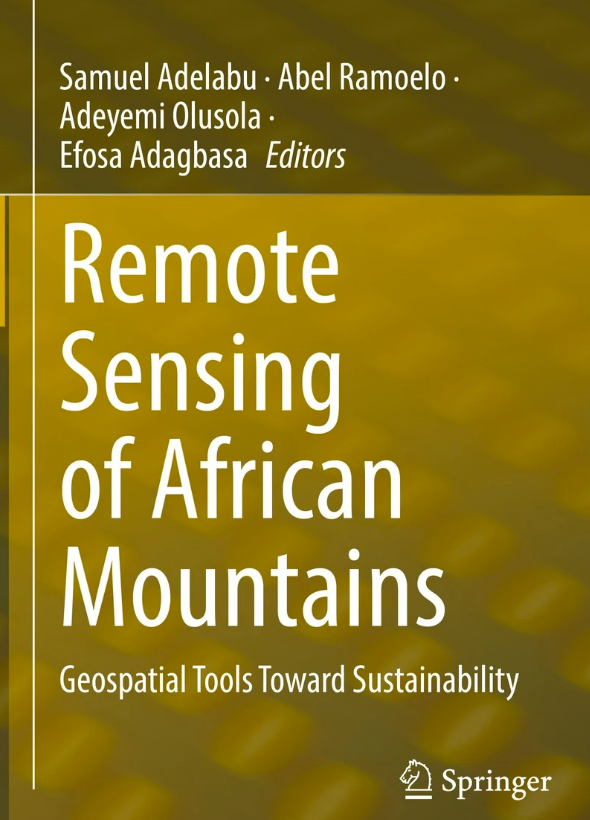 Samuel Adelabu · Abel Ramoelo ·
Adeyemi Olusola ·
Efosa Adagbasa Editors
Remote
Sensing
of African
Mountains
Geospatial Tools Toward Sustainability
Springer